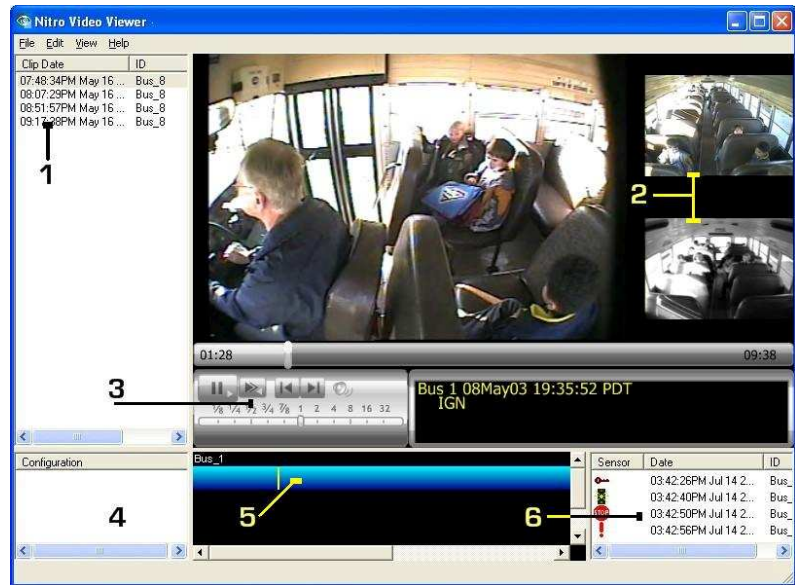 Nitro Video Viewer
File Edit View Help
Clip Date ID
07:48:34PM May 16 ... Bus_8
08:07:29PM May 16 ... Bus_8
08:51:57PM May 16 ... Bus_8
09:17:38PM May 16 ... Bus_8
1
2
01:28 09:38
3
1/8 1/4 1/2 3/4 7/8 1 2 4 8 16 32
Bus 1 08May03 19:35:52 PDT
IGN
Configuration
4
Bus_1
5
6
Sensor Date ID
03:42:26PM Jul 14 2... Bus_
03:42:40PM Jul 14 2... Bus_
STOP 03:42:50PM Jul 14 2... Bus_
03:42:56PM Jul 14 2... Bus_